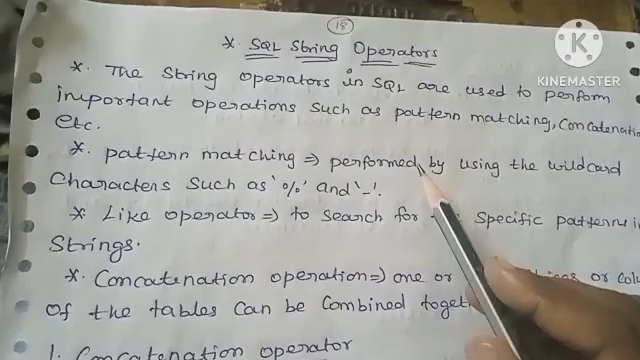 18
* SQL String Operators
*. The String operators in SQL are used to perform
important operations such as pattern matching, Concatenation
etc.
*. Pattern matching => performed by using the wildcard
Characters such as '%' and '_'.
*. Like operator => to search for Specific patterns in
Strings.
*. Concatenation operation => one or or
of the tables can be combined
1. Concatenation operator
KINEMASTER